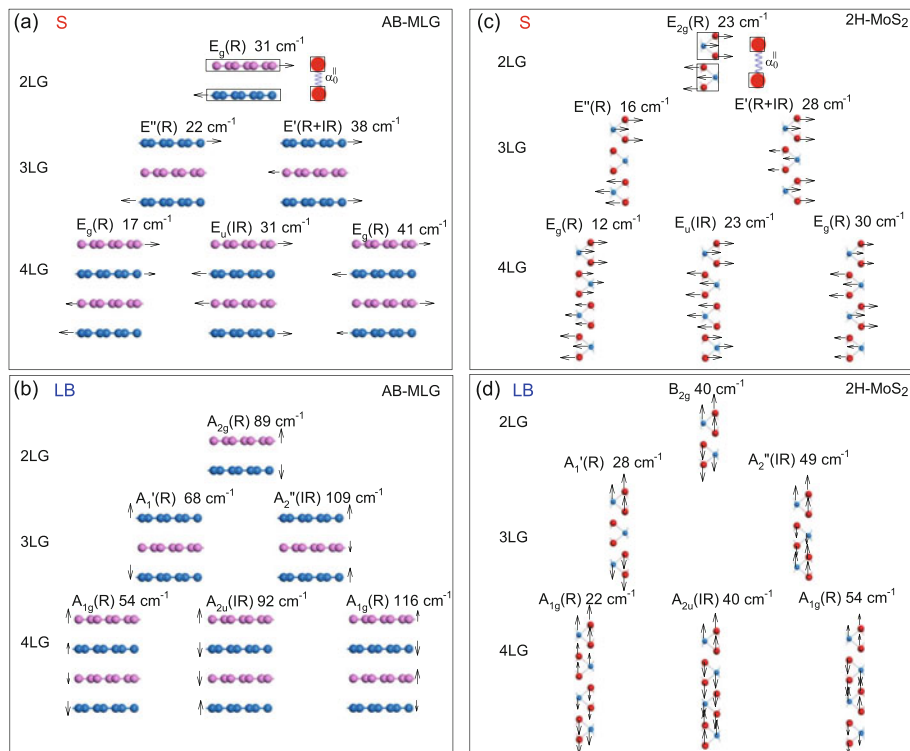 (a) S AB-MLG
E_g(R) 31 cm⁻¹
α₀^||
2LG
E''(R) 22 cm⁻¹ E'(R+IR) 38 cm⁻¹
3LG
E_g(R) 17 cm⁻¹ E_u(IR) 31 cm⁻¹ E_g(R) 41 cm⁻¹
4LG
(b) LB AB-MLG
A_2g(R) 89 cm⁻¹
2LG
A₁'(R) 68 cm⁻¹ A₂''(IR) 109 cm⁻¹
3LG
A_1g(R) 54 cm⁻¹ A_2u(IR) 92 cm⁻¹ A_1g(R) 116 cm⁻¹
4LG
(c) S 2H-MoS₂
E_2g(R) 23 cm⁻¹
α₀^||
2LG
E''(R) 16 cm⁻¹ E'(R+IR) 28 cm⁻¹
3LG
E_g(R) 12 cm⁻¹ E_u(IR) 23 cm⁻¹ E_g(R) 30 cm⁻¹
4LG
(d) LB 2H-MoS₂
B_2g 40 cm⁻¹
2LG
A₁'(R) 28 cm⁻¹ A₂''(IR) 49 cm⁻¹
3LG
A_1g(R) 22 cm⁻¹ A_2u(IR) 40 cm⁻¹ A_1g(R) 54 cm⁻¹
4LG